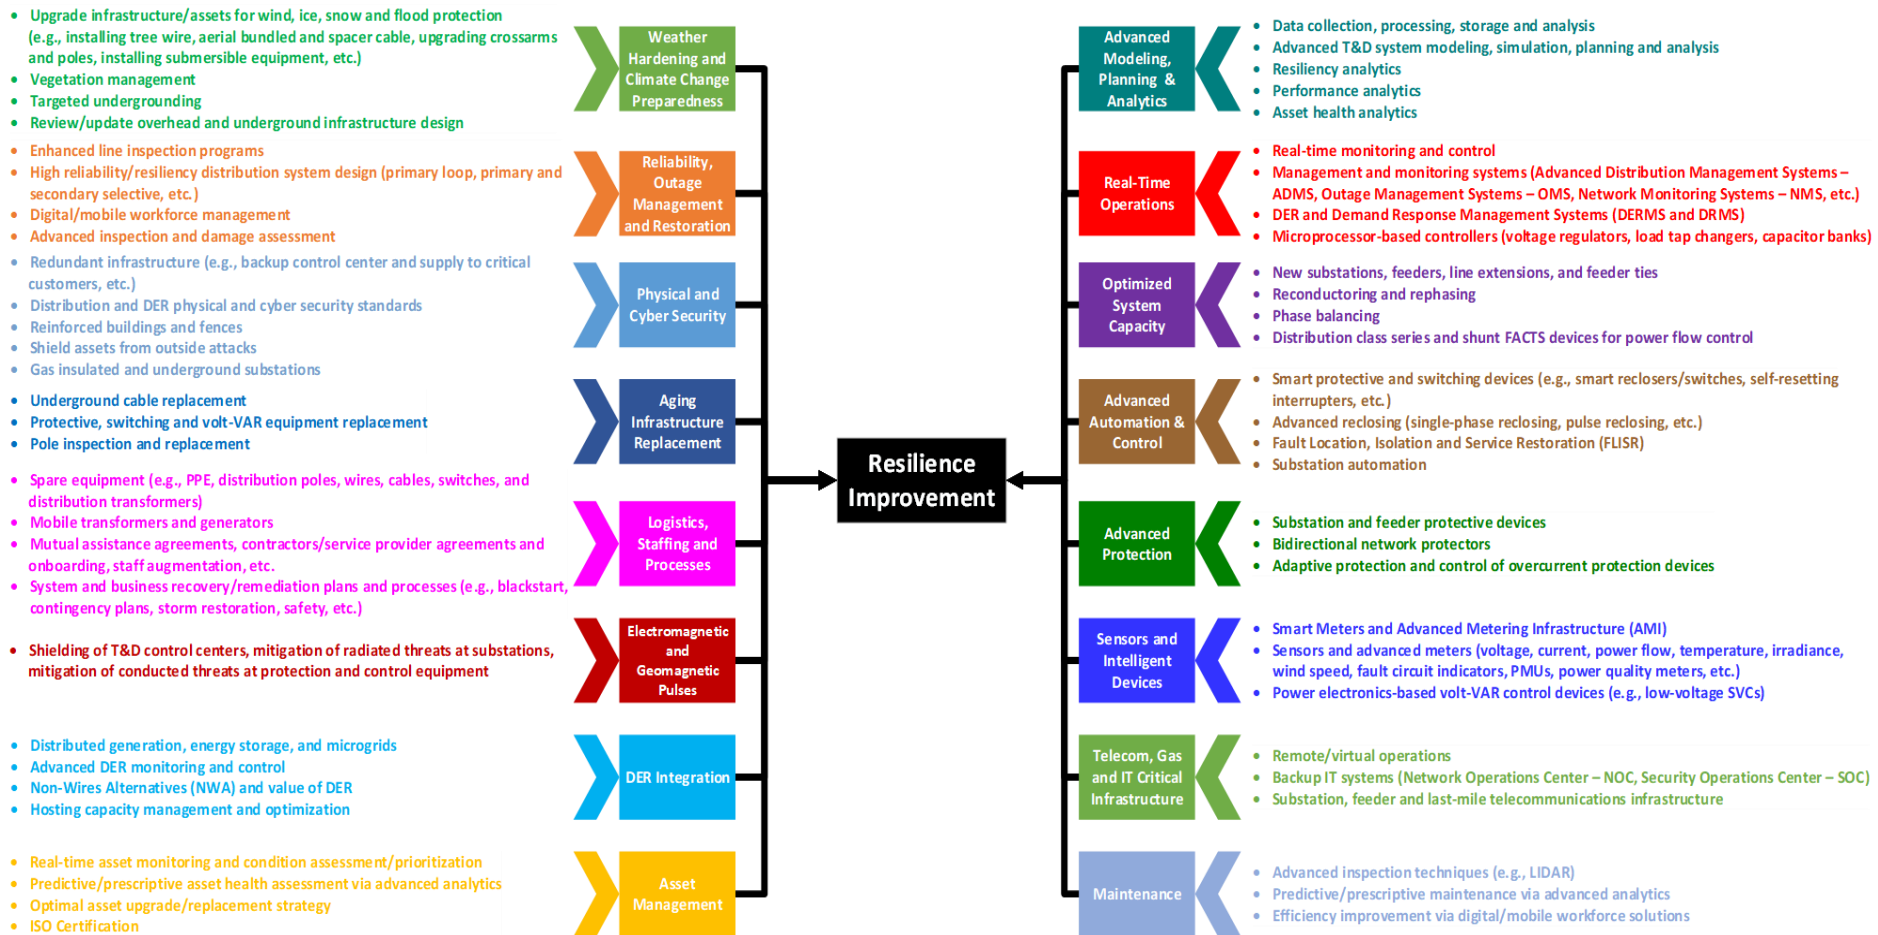 • Upgrade infrastructure/assets for wind, ice, snow and flood protection
(e.g., installing tree wire, aerial bundled and spacer cable, upgrading crossarms
and poles, installing submersible equipment, etc.)
• Vegetation management
• Targeted undergrounding
• Review/update overhead and underground infrastructure design
Weather
Hardening and
Climate Change
Preparedness
• Enhanced line inspection programs
• High reliability/resiliency distribution system design (primary loop, primary and
secondary selective, etc.)
• Digital/mobile workforce management
• Advanced inspection and damage assessment
Reliability,
Outage
Management
and Restoration
• Redundant infrastructure (e.g., backup control center and supply to critical
customers, etc.)
• Distribution and DER physical and cyber security standards
• Reinforced buildings and fences
• Shield assets from outside attacks
• Gas insulated and underground substations
Physical and
Cyber Security
• Underground cable replacement
• Protective, switching and volt-VAR equipment replacement
• Pole inspection and replacement
Aging
Infrastructure
Replacement
• Spare equipment (e.g., PPE, distribution poles, wires, cables, switches, and
distribution transformers)
• Mobile transformers and generators
• Mutual assistance agreements, contractors/service provider agreements and
onboarding, staff augmentation, etc.
• System and business recovery/remediation plans and processes (e.g., blackstart,
contingency plans, storm restoration, safety, etc.)
Logistics,
Staffing and
Processes
• Shielding of T&D control centers, mitigation of radiated threats at substations,
mitigation of conducted threats at protection and control equipment
Electromagnetic
and
Geomagnetic
Pulses
• Distributed generation, energy storage, and microgrids
• Advanced DER monitoring and control
• Non-Wires Alternatives (NWA) and value of DER
• Hosting capacity management and optimization
DER Integration
• Real-time asset monitoring and condition assessment/prioritization
• Predictive/prescriptive asset health assessment via advanced analytics
• Optimal asset upgrade/replacement strategy
• ISO Certification
Asset
Management
Resilience
Improvement
Advanced
Modeling,
Planning &
Analytics
• Data collection, processing, storage and analysis
• Advanced T&D system modeling, simulation, planning and analysis
• Resiliency analytics
• Performance analytics
• Asset health analytics
Real-Time
Operations
• Real-time monitoring and control
• Management and monitoring systems (Advanced Distribution Management Systems –
ADMS, Outage Management Systems – OMS, Network Monitoring Systems – NMS, etc.)
• DER and Demand Response Management Systems (DERMS and DRMS)
• Microprocessor-based controllers (voltage regulators, load tap changers, capacitor banks)
Optimized
System
Capacity
• New substations, feeders, line extensions, and feeder ties
• Reconductoring and rephasing
• Phase balancing
• Distribution class series and shunt FACTS devices for power flow control
Advanced
Automation &
Control
• Smart protective and switching devices (e.g., smart reclosers/switches, self-resetting
interrupters, etc.)
• Advanced reclosing (single-phase reclosing, pulse reclosing, etc.)
• Fault Location, Isolation and Service Restoration (FLISR)
• Substation automation
Advanced
Protection
• Substation and feeder protective devices
• Bidirectional network protectors
• Adaptive protection and control of overcurrent protection devices
Sensors and
Intelligent
Devices
• Smart Meters and Advanced Metering Infrastructure (AMI)
• Sensors and advanced meters (voltage, current, power flow, temperature, irradiance,
wind speed, fault circuit indicators, PMUs, power quality meters, etc.)
• Power electronics-based volt-VAR control devices (e.g., low-voltage SVCs)
Telecom, Gas
and IT Critical
Infrastructure
• Remote/virtual operations
• Backup IT systems (Network Operations Center – NOC, Security Operations Center – SOC)
• Substation, feeder and last-mile telecommunications infrastructure
Maintenance
• Advanced inspection techniques (e.g., LIDAR)
• Predictive/prescriptive maintenance via advanced analytics
• Efficiency improvement via digital/mobile workforce solutions